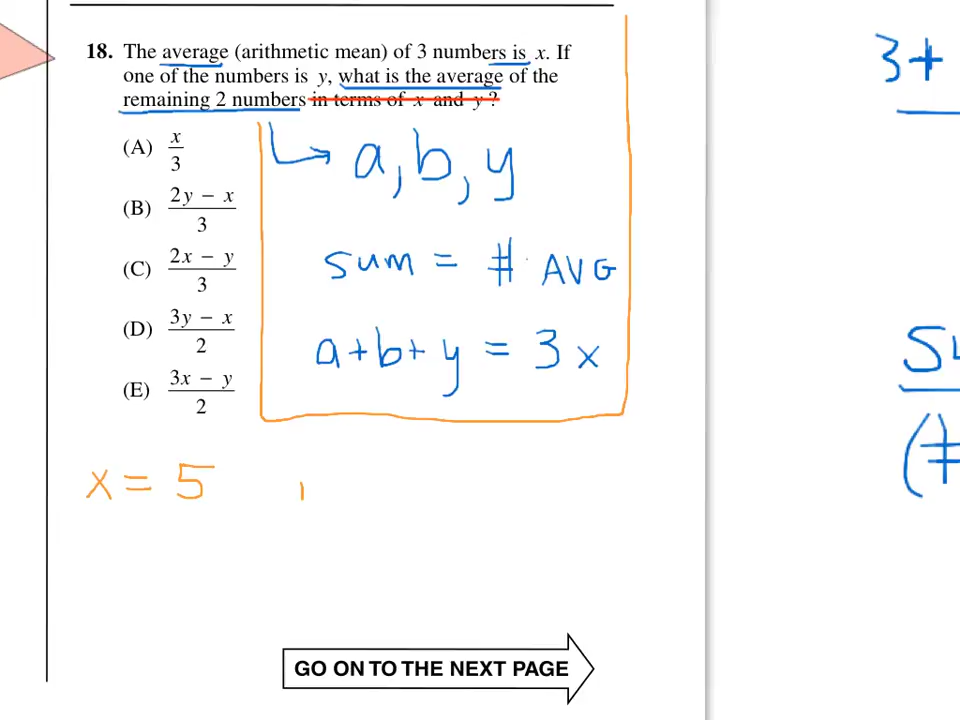 18. The average (arithmetic mean) of 3 numbers is x. If
one of the numbers is y, what is the average of the
remaining 2 numbers in terms of x and y ?
(A) x/3
(B) 2y − x/3
(C) 2x − y/3
(D) 3y − x/2
(E) 3x − y/2
a, b, y
sum = # AVG
a+b+y = 3x
x = 5
GO ON TO THE NEXT PAGE
3+